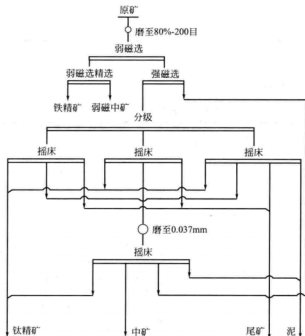 原矿
磨至80%-200目
弱磁选
弱磁选精选 强磁选
铁精矿 弱磁中矿
分级
摇床 摇床 摇床
磨至0.037mm
摇床
钛精矿 中矿 尾矿 泥